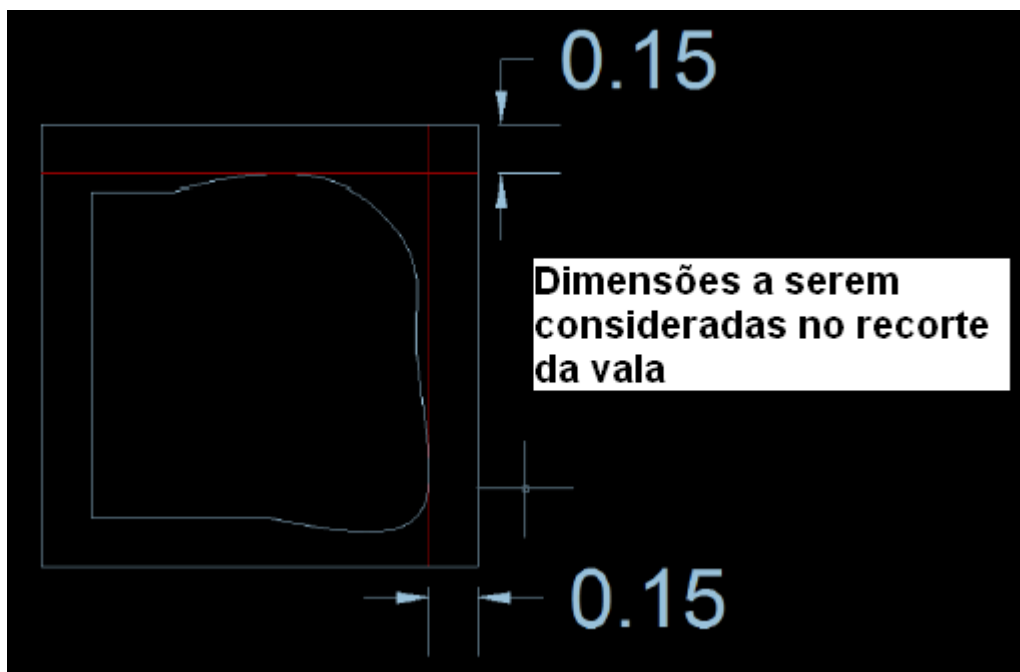 0.15
Dimensões a serem
consideradas no recorte
da vala
0.15